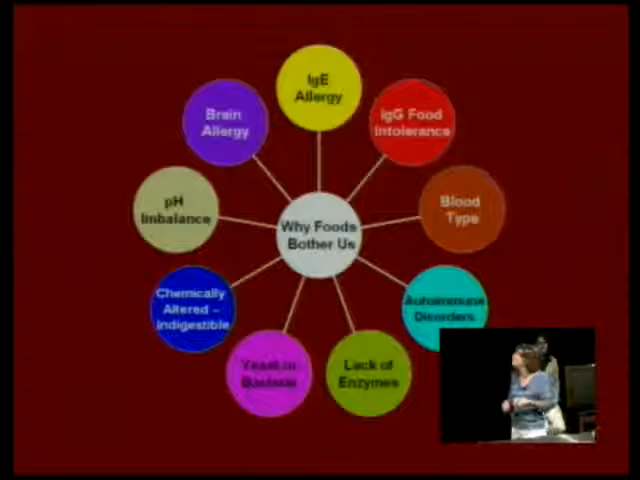 IgE
Allergy
IgG Food
Intolerance
Blood
Type
Autoimmune
Disorders
Lack of
Enzymes
Yeast or
Bacteria
Chemically
Altered –
Indigestible
pH
Imbalance
Brain
Allergy
Why Foods
Bother Us